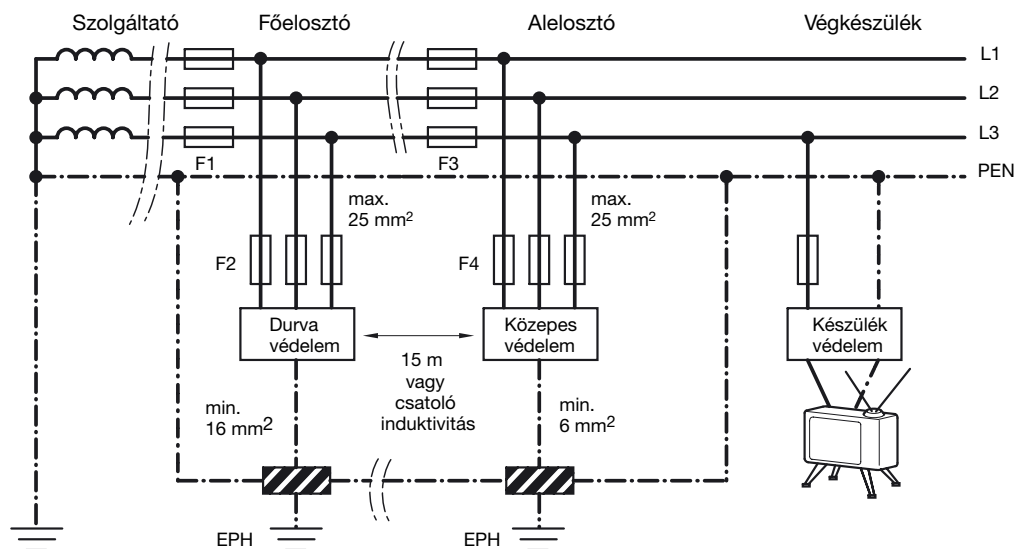 Szolgáltató
Főelosztó
Alelosztó
Végkészülék
L1
L2
L3
PEN
F1
F3
max.
25 mm²
max.
25 mm²
F2
F4
Durva
védelem
Közepes
védelem
Készülék
védelem
15 m
vagy
csatoló
induktivitás
min.
16 mm²
min.
6 mm²
EPH
EPH